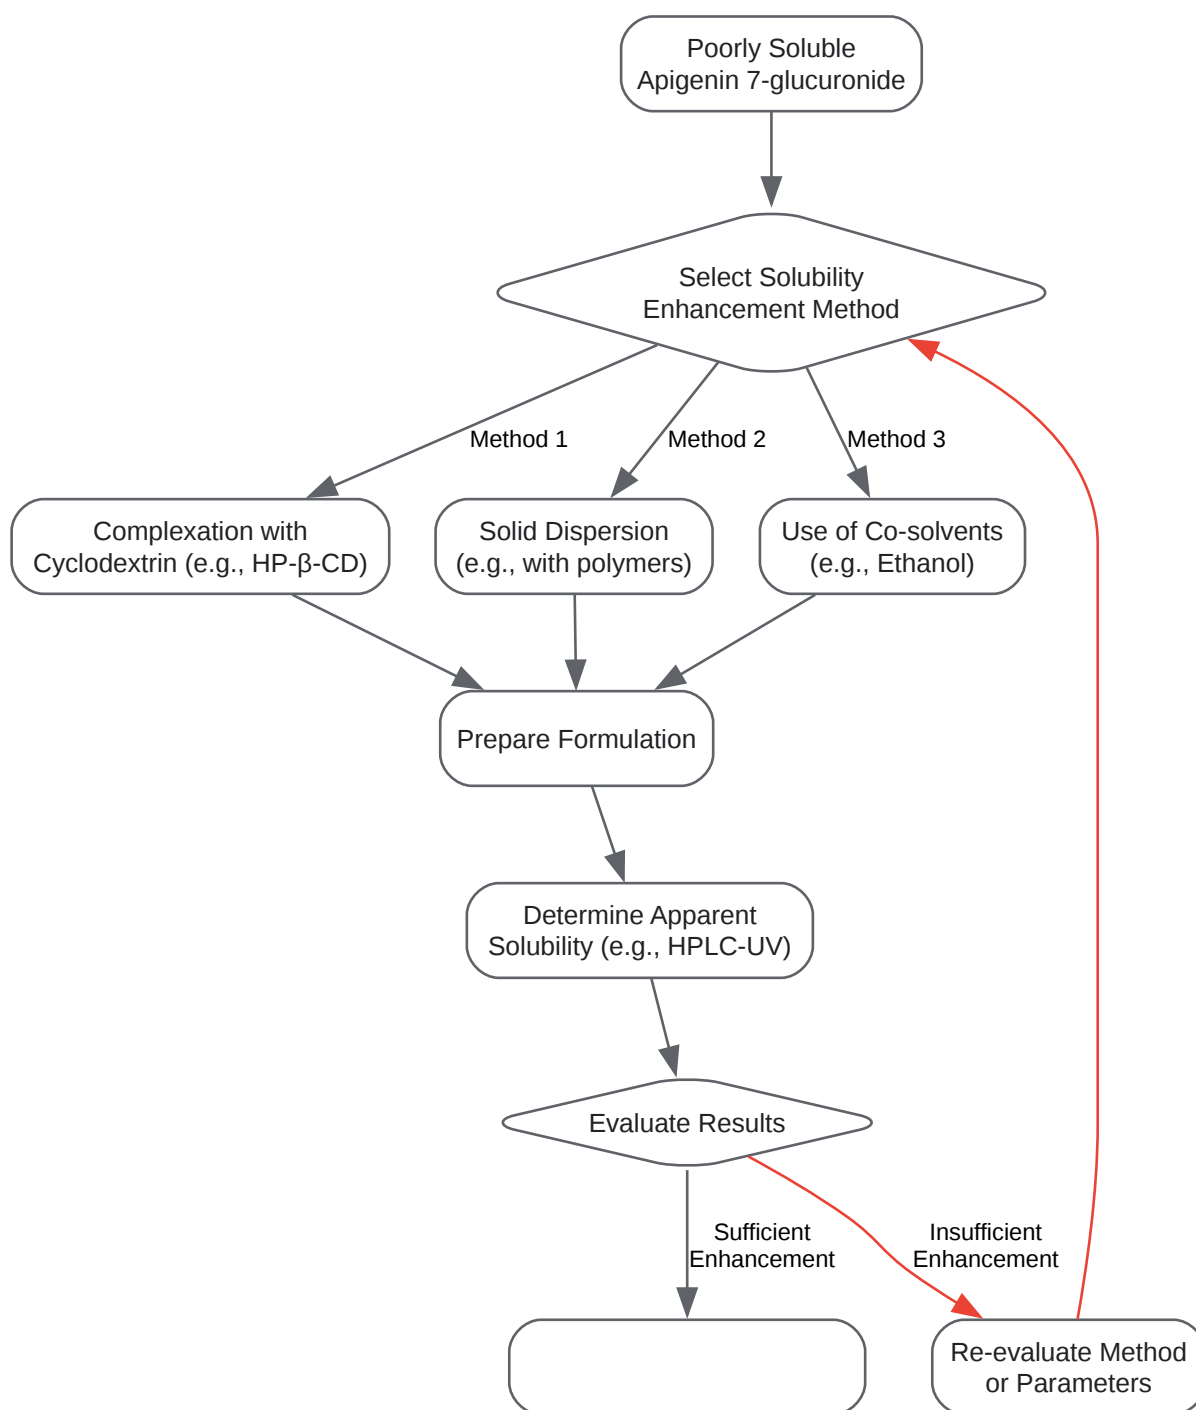 Poorly Soluble
Apigenin 7-glucuronide
Select Solubility
Enhancement Method
Method 1
Method 2
Method 3
Complexation with
Cyclodextrin (e.g., HP-β-CD)
Solid Dispersion
(e.g., with polymers)
Use of Co-solvents
(e.g., Ethanol)
Prepare Formulation
Determine Apparent
Solubility (e.g., HPLC-UV)
Evaluate Results
Sufficient
Enhancement
Insufficient
Enhancement
Re-evaluate Method
or Parameters